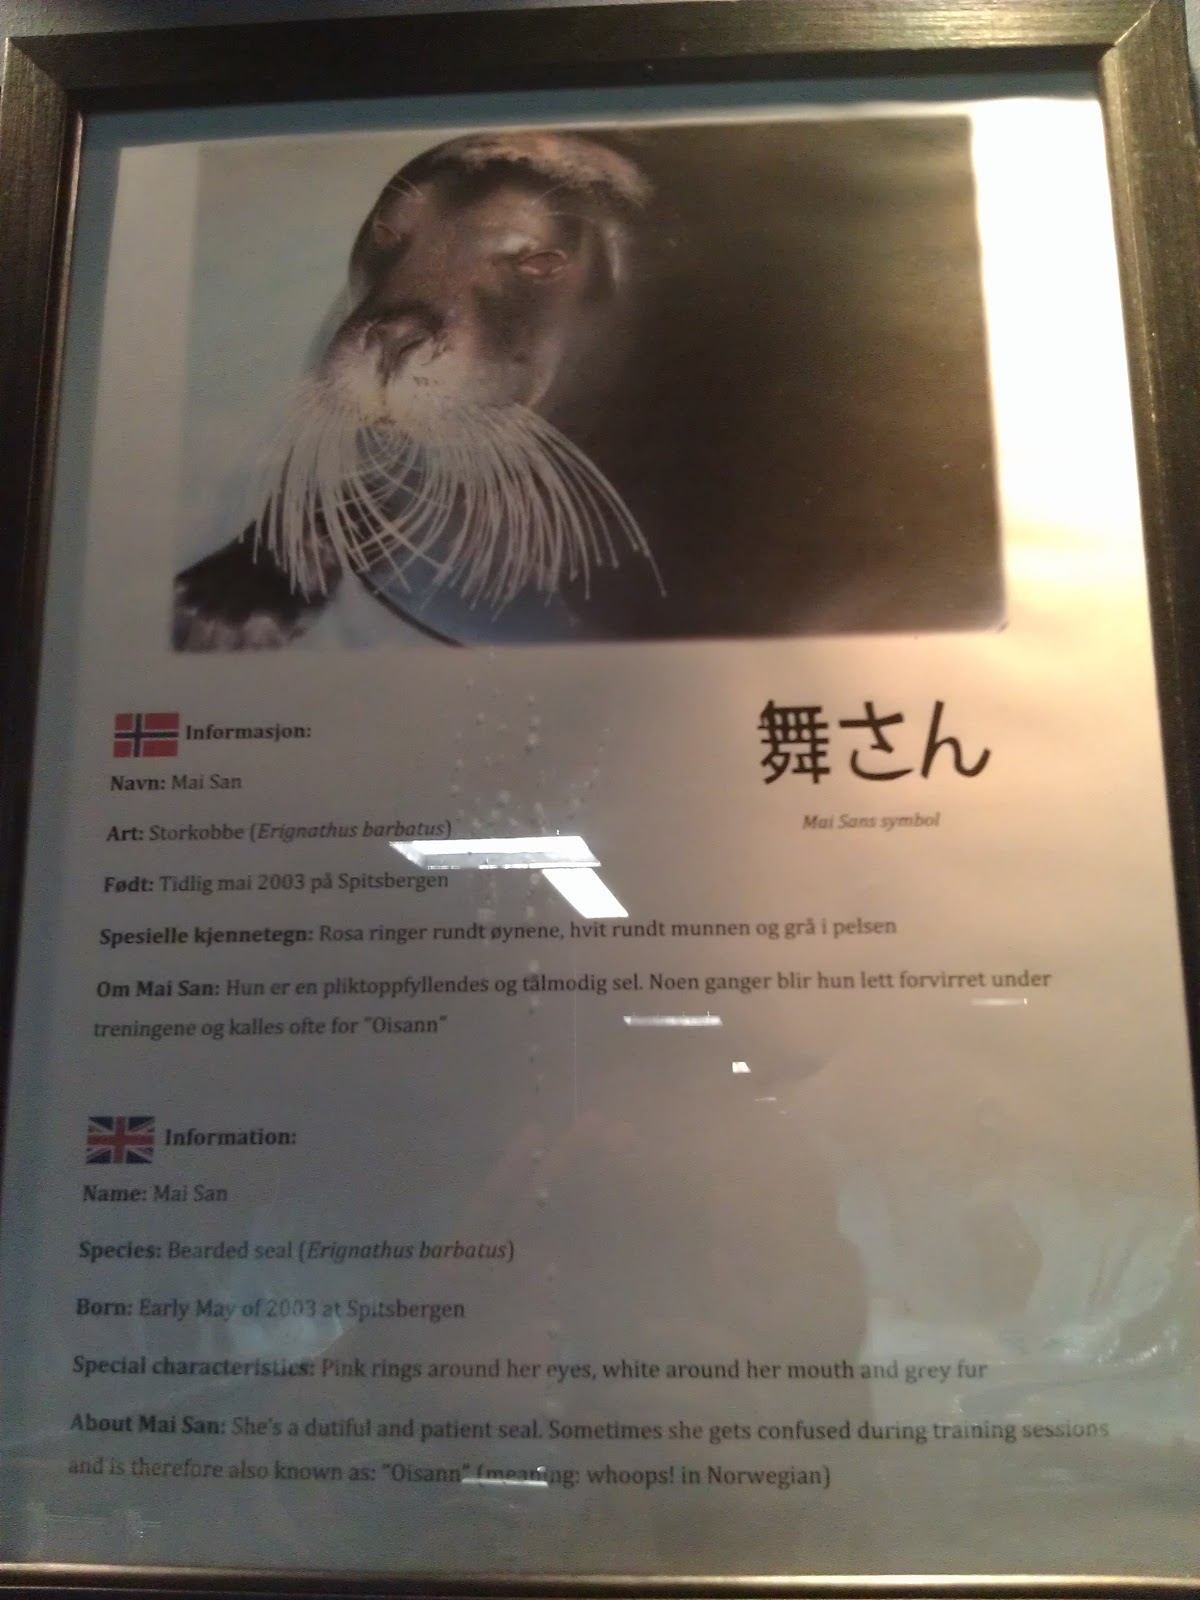 Informasjon:
舞さん
Navn: Mai San
Mai Sans symbol
Art: Storkobbe (Erignathus barbatus)
Født: Tidlig mai 2003 på Spitsbergen
Spesielle kjennetegn: Rosa ringer rundt øynene, hvit rundt munnen og grå i pelsen
Om Mai San: Hun er en pliktoppfyllendes og tålmodig sel. Noen ganger blir hun lett forvirret under
treningene og kalles ofte for "Oisann"
Information:
Name: Mai San
Species: Bearded seal (Erignathus barbatus)
Born: Early May of 2003 at Spitsbergen
Special characteristics: Pink rings around her eyes, white around her mouth and grey fur
About Mai San: She's a dutiful and patient seal. Sometimes she gets confused during training sessions
and is therefore also known as: "Oisann" (meaning: whoops! in Norwegian)